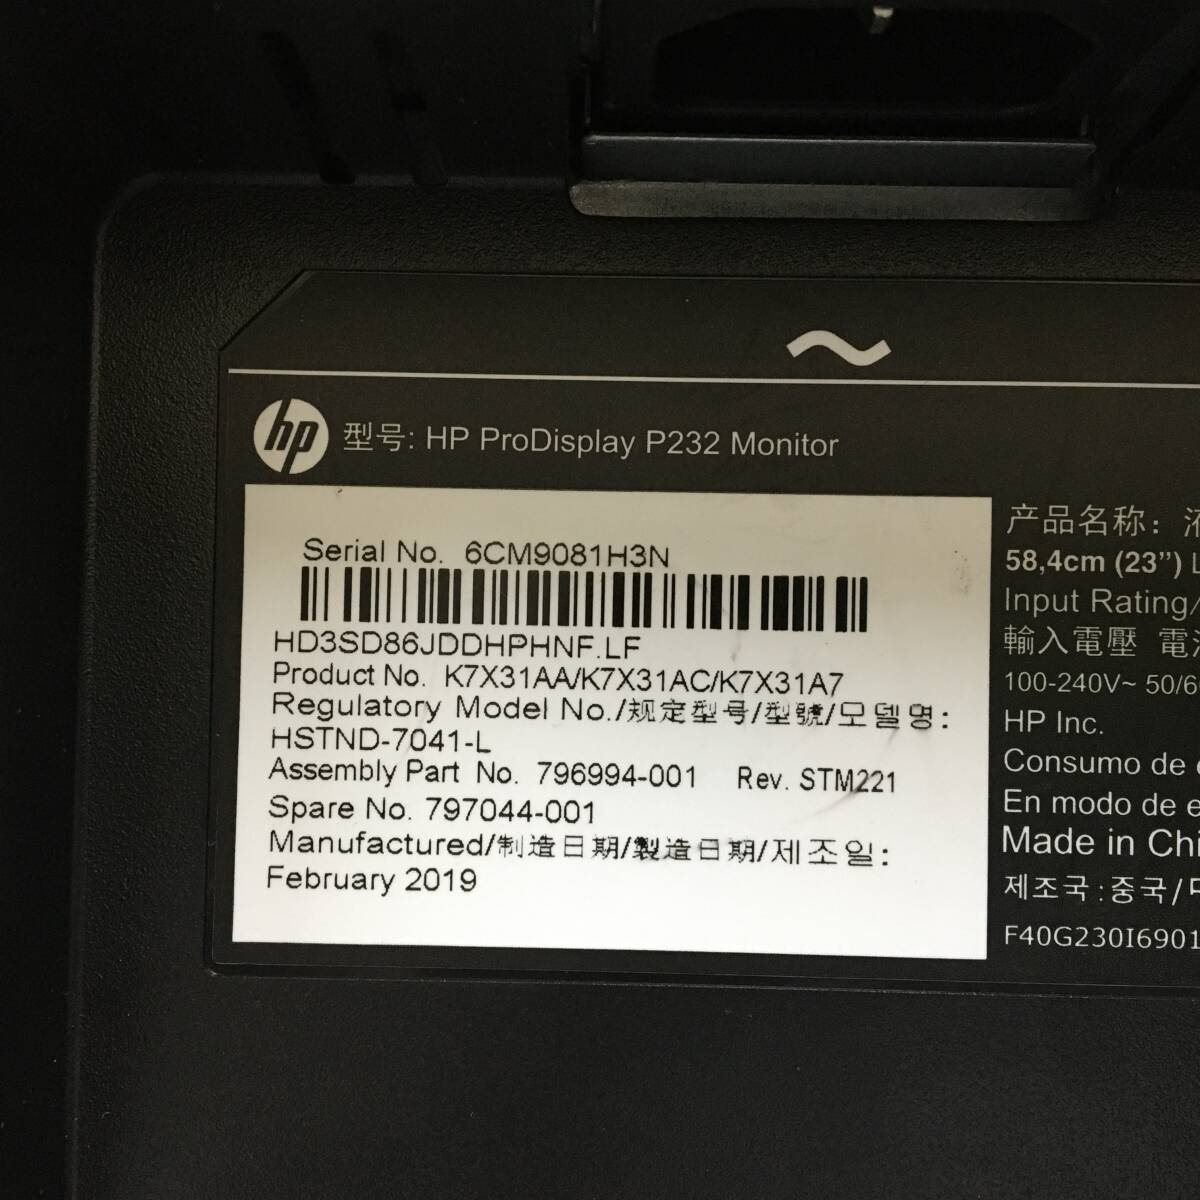 ~
hp 型号: HP ProDisplay P232 Monitor
Serial No. 6CM9081H3N
HD3SD86JDDHPHNF.LF
Product No. K7X31AA/K7X31AC/K7X31A7
Regulatory Model No./规定型号/型號/모델명:
HSTND-7041-L
Assembly Part No. 796994-001 Rev. STM221
Spare No. 797044-001
Manufactured/制造日期/製造日期/제조일:
February 2019
产品名称: 液
58,4cm (23”) L
Input Rating/
輸入電壓 電流
100-240V~ 50/6
HP Inc.
Consumo de e
En modo de e
Made in Chi
제조국:중국/
F40G230I6901